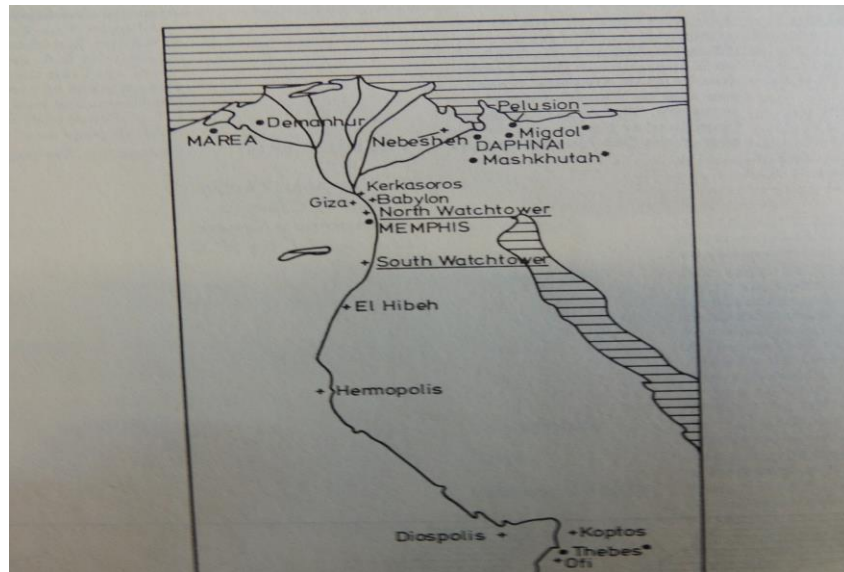 Pelusion
Demanhur
MAREA
Nebesheh
Migdol
DAPHNAI
Mashkhutah
Kerkasoros
Giza
Babylon
North Watchtower
MEMPHIS
South Watchtower
El Hibeh
Hermopolis
Diospolis
Koptos
Thebes
Ofi